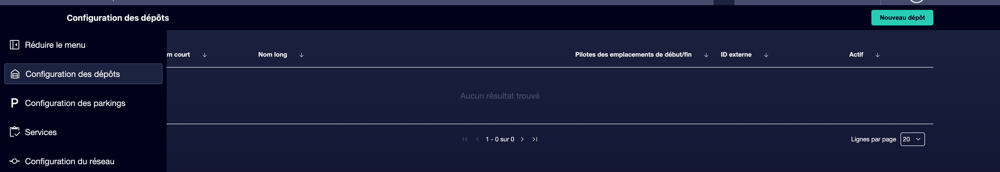 Configuration des dépôts
Nouveau dépôt
Réduire le menu
m court Nom long Pilotes des emplacements de début/fin ID externe Actif
Configuration des dépôts
Aucun résultat trouvé
Configuration des parkings
Services
1 - 0 sur 0
Lignes par page 20
Configuration du réseau